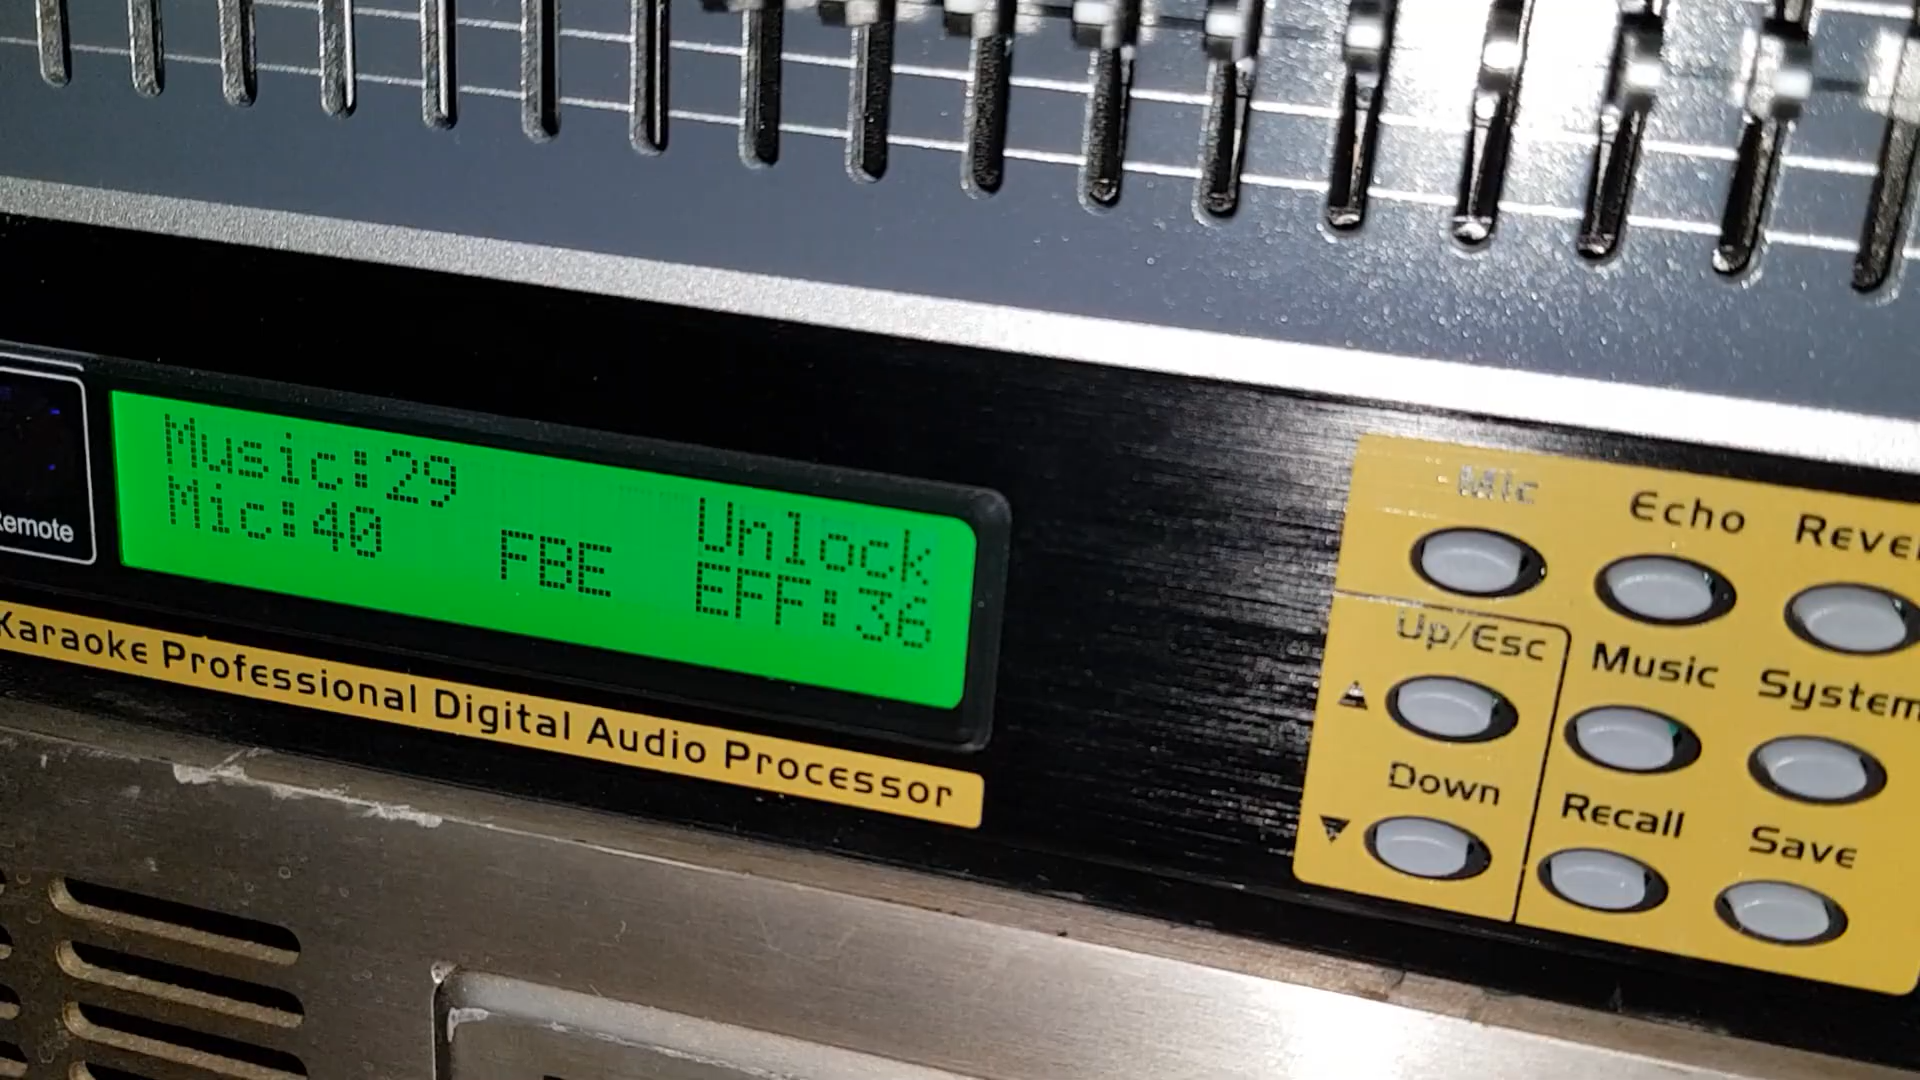 Music:29
Unlock
Mic:40
FBE
EFF:36
Remote
Karaoke Professional Digital Audio Processor
Mic
Echo
Up/Esc
Music
System
Down
Recall
Save